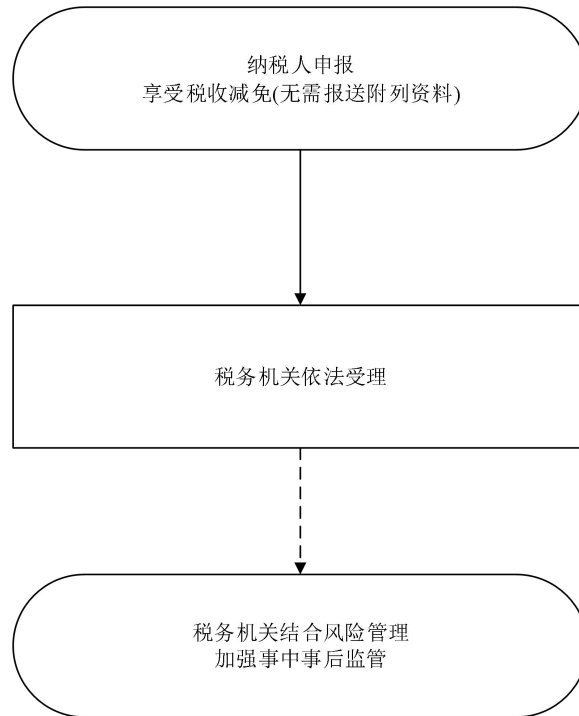 纳税人申报
享受税收减免(无需报送附列资料)
税务机关依法受理
税务机关结合风险管理
加强事中事后监管